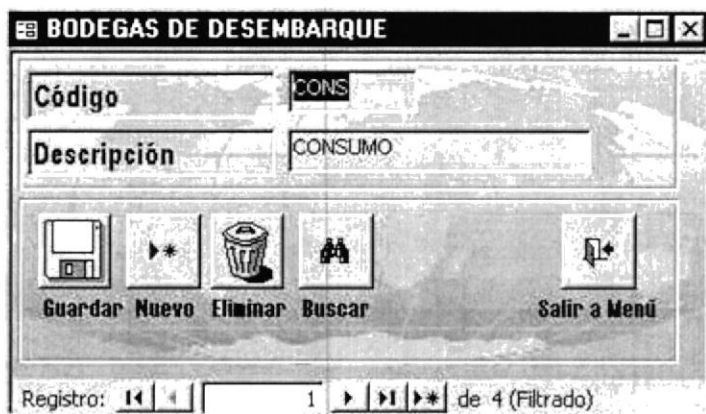 BODEGAS DE DESEMBARQUE
Código CONS
Descripción CONSUMO
Guardar Nuevo Eliminar Buscar Salir a Menú
Registro: 1 de 4 (Filtrado)